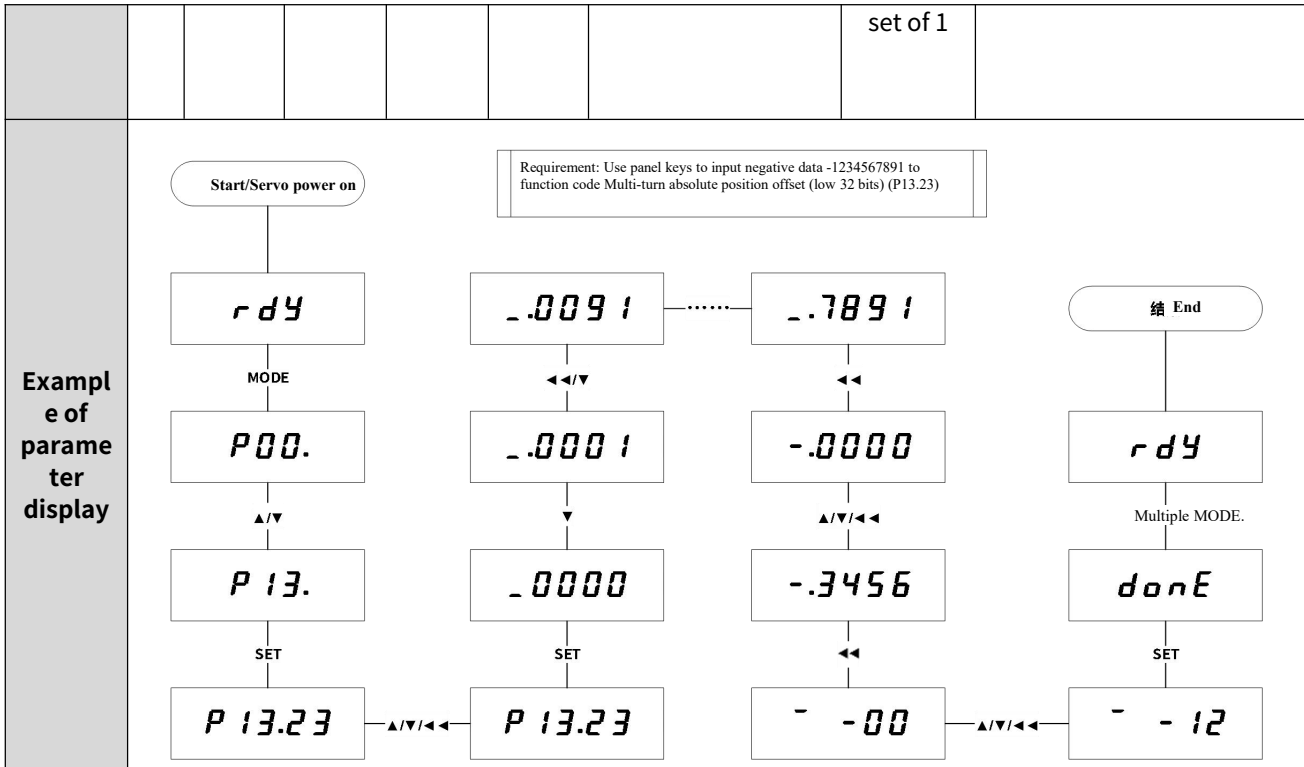 set of 1
Exampl
e of
parame
ter
display
Start/Servo power on
Requirement: Use panel keys to input negative data -1234567891 to
function code Multi-turn absolute position offset (low 32 bits) (P13.23)
rdy
MODE
P00.
▲/▼
P13.
SET
P13.23
▲/▼/◄◄
P13.23
SET
_0000
▼
_.0001
◄◄/▼
_.0091
......
_.7891
◄◄
-.0000
▲/▼/◄◄
-.3456
◄◄
‾ -00
▲/▼/◄◄
‾ -12
SET
donE
Multiple MODE.
rdy
结 End